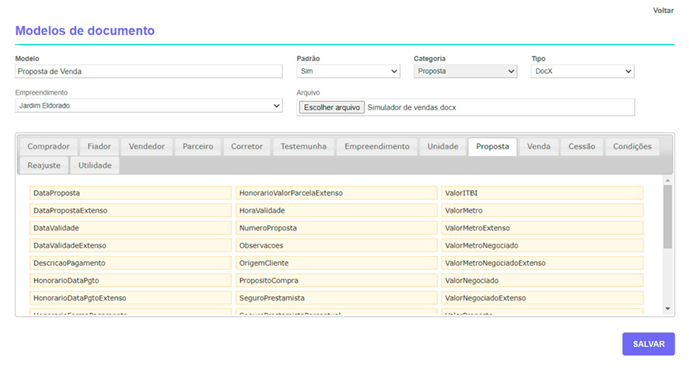 Voltar
Modelos de documento
Modelo Padrão Categoria Tipo
Proposta de Venda Sim Proposta DocX
Empreendimento Arquivo
Jardim Eldorado Escolher arquivo Simulador de vendas.docx
Comprador Fiador Vendedor Parceiro Corretor Testemunha Empreendimento Unidade Proposta Venda Cessão Condições
Reajuste Utilidade
DataProposta HonorarioValorParcelaExtenso ValorITBI
DataPropostaExtenso HoraValidade ValorMetro
DataValidade NumeroProposta ValorMetroExtenso
DataValidadeExtenso Observacoes ValorMetroNegociado
DescricaoPagamento OrigemCliente ValorMetroNegociadoExtenso
HonorarioDataPgto PropositoCompra ValorNegociado
HonorarioDataPgtoExtenso SeguroPrestamista ValorNegociadoExtenso
SALVAR